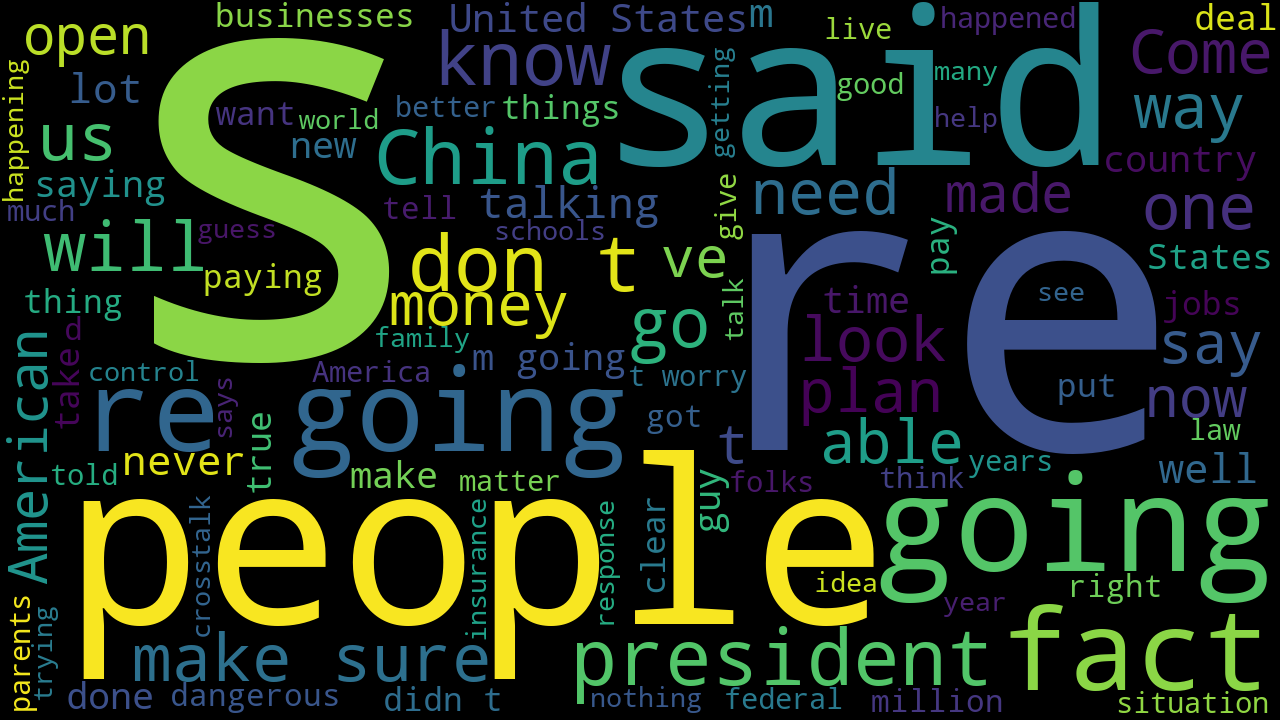 businesses
United States
m
happened
deal
open
live
Come
know
said
s
lot
getting
good
many
want
world
better
things
way
happening
us
new
China
help
country
saying
need
made
one
much
tell
talking
give
guess
schools
will
pay
re
don t
ve
States
paying
money
talk
time
see
jobs
thing
family
go
look
say
American
take
d
control
America
m going
t worry
plan
put
now
says
re going
got
law
true
t
able
told
never
make
matter
guy
folks
think
years
well
people
going
crosstalk
insurance
response
clear
idea
right
parents
trying
year
make sure
president
fact
done
dangerous
didn t
nothing
federal
million
situation